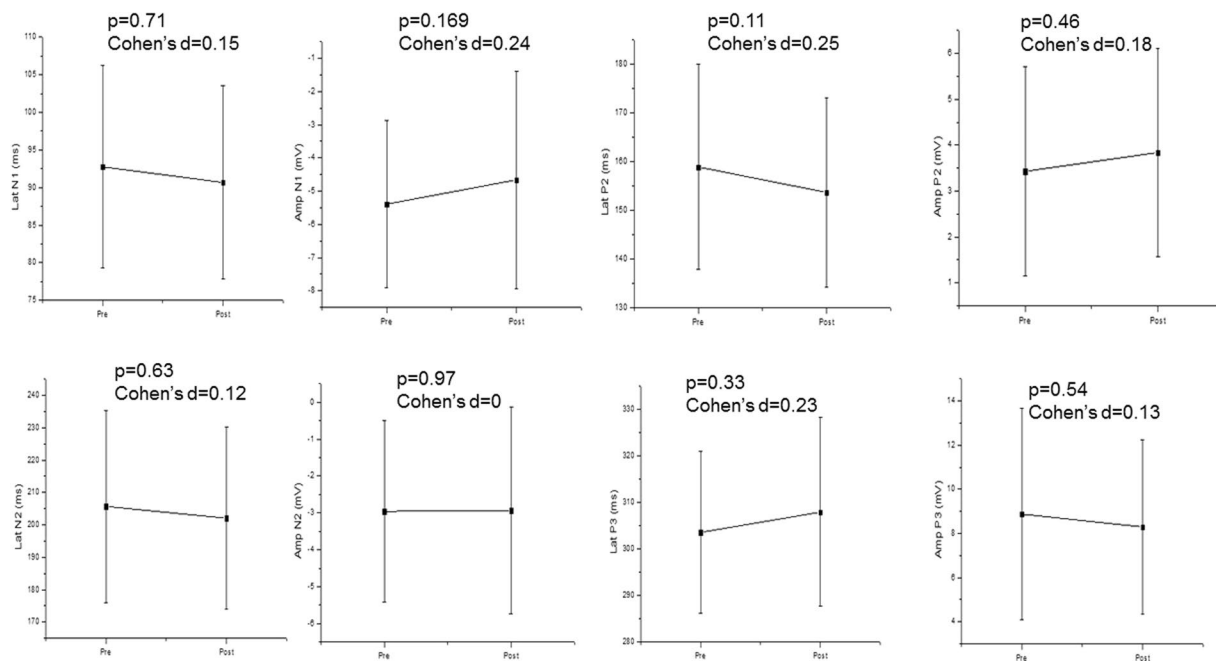 p=0.71
Cohen's d=0.15
110
105
100
95
90
85
80
75
Lat N1 (ms)
Pre
Post
p=0.169
Cohen's d=0.24
-1
-2
-3
-4
-5
-6
-7
-8
Amp N1 (mV)
Pre
Post
p=0.11
Cohen's d=0.25
180
170
160
150
140
130
Lat P2 (ms)
Pre
Post
p=0.46
Cohen's d=0.18
6
5
4
3
2
1
Amp P2 (mV)
Pre
Post
p=0.63
Cohen's d=0.12
240
230
220
210
200
190
180
170
Lat N2 (ms)
Pre
Post
p=0.97
Cohen's d=0
-0
-1
-2
-3
-4
-5
-6
Amp N2 (mV)
Pre
Post
p=0.33
Cohen's d=0.23
330
320
310
300
290
280
Lat P3 (ms)
Pre
Post
p=0.54
Cohen's d=0.13
14
12
10
8
6
4
Amp P3 (mV)
Pre
Post